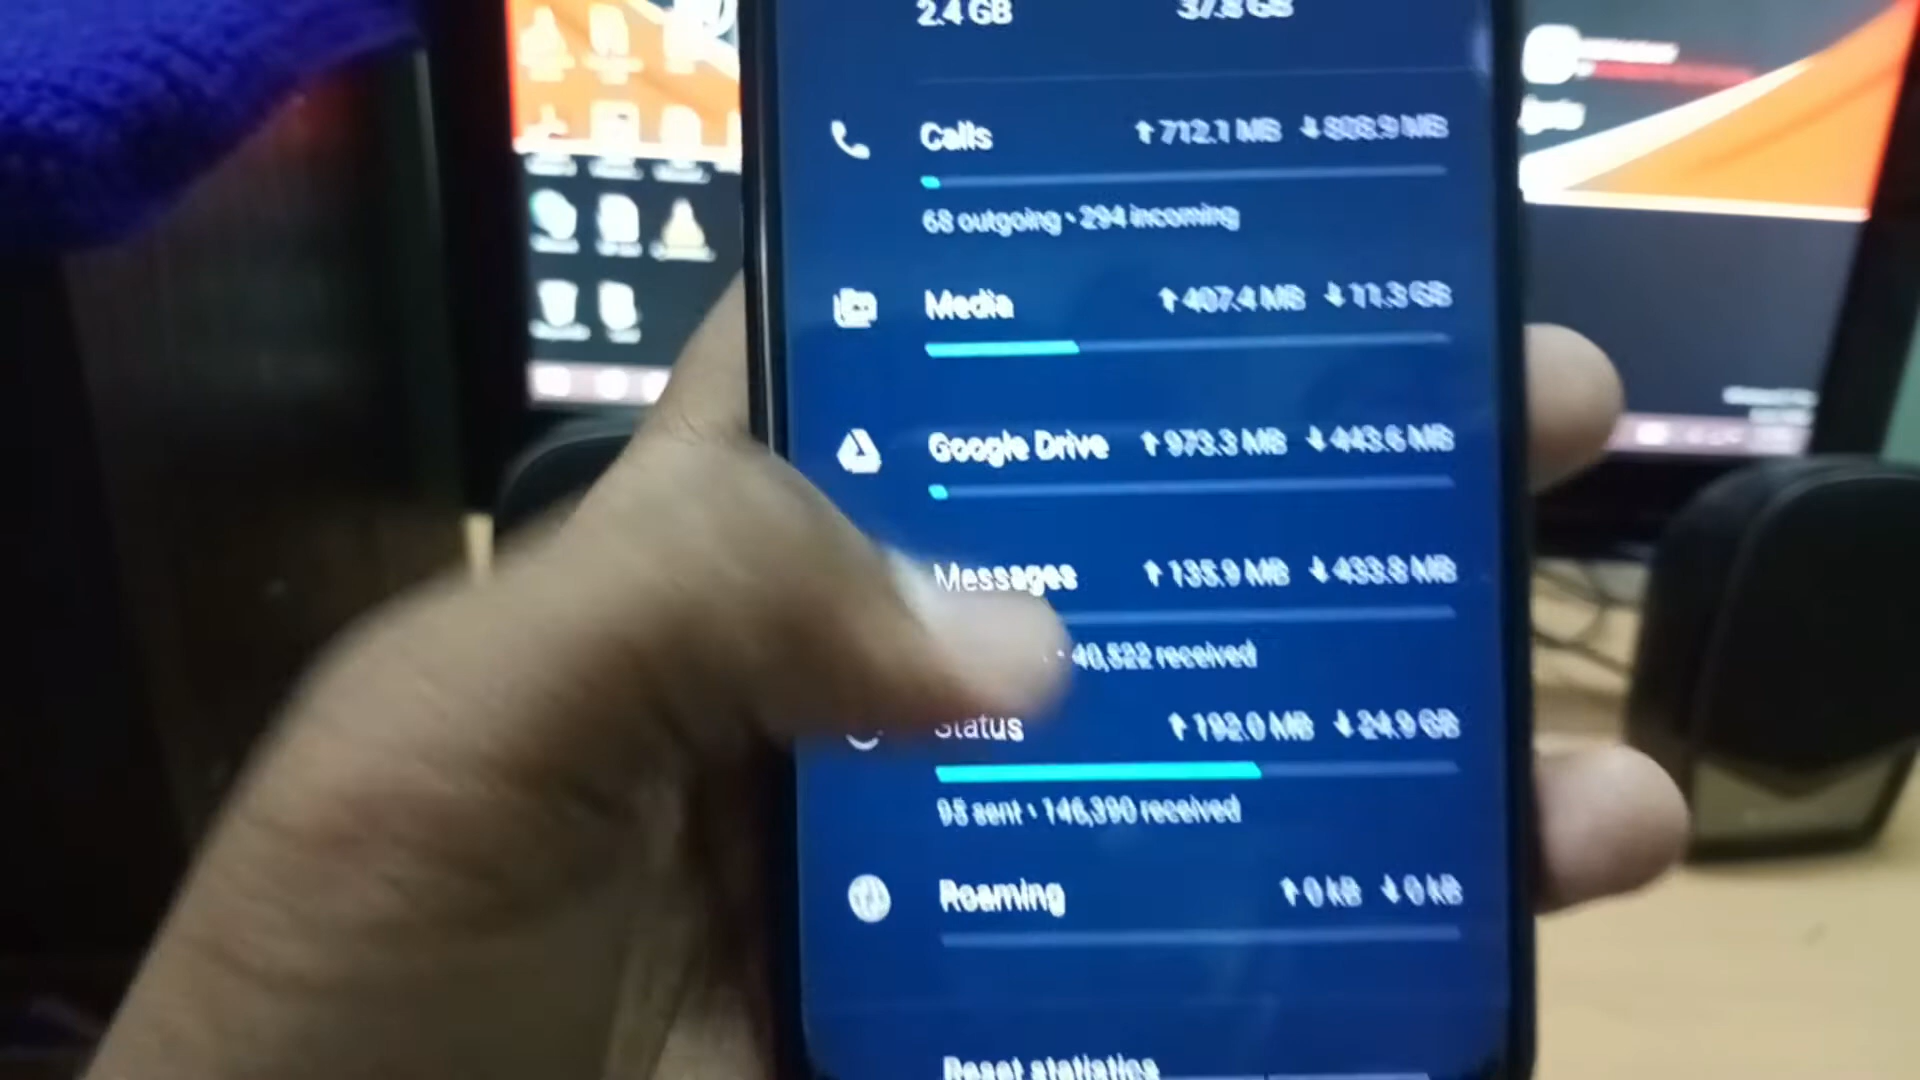 2.4 GB 37.8 GB
Calls ↑ 712.1 MB ↓ 808.9 MB
68 outgoing • 294 incoming
Media ↑ 407.4 MB ↓ 11.3 GB
Google Drive ↑ 973.3 MB ↓ 443.6 MB
Messages ↑ 135.9 MB ↓ 433.8 MB
• 40,522 received
Status ↑ 192.0 MB ↓ 24.9 GB
95 sent • 146,390 received
Roaming ↑ 0 kB ↓ 0 kB
Reset statistics